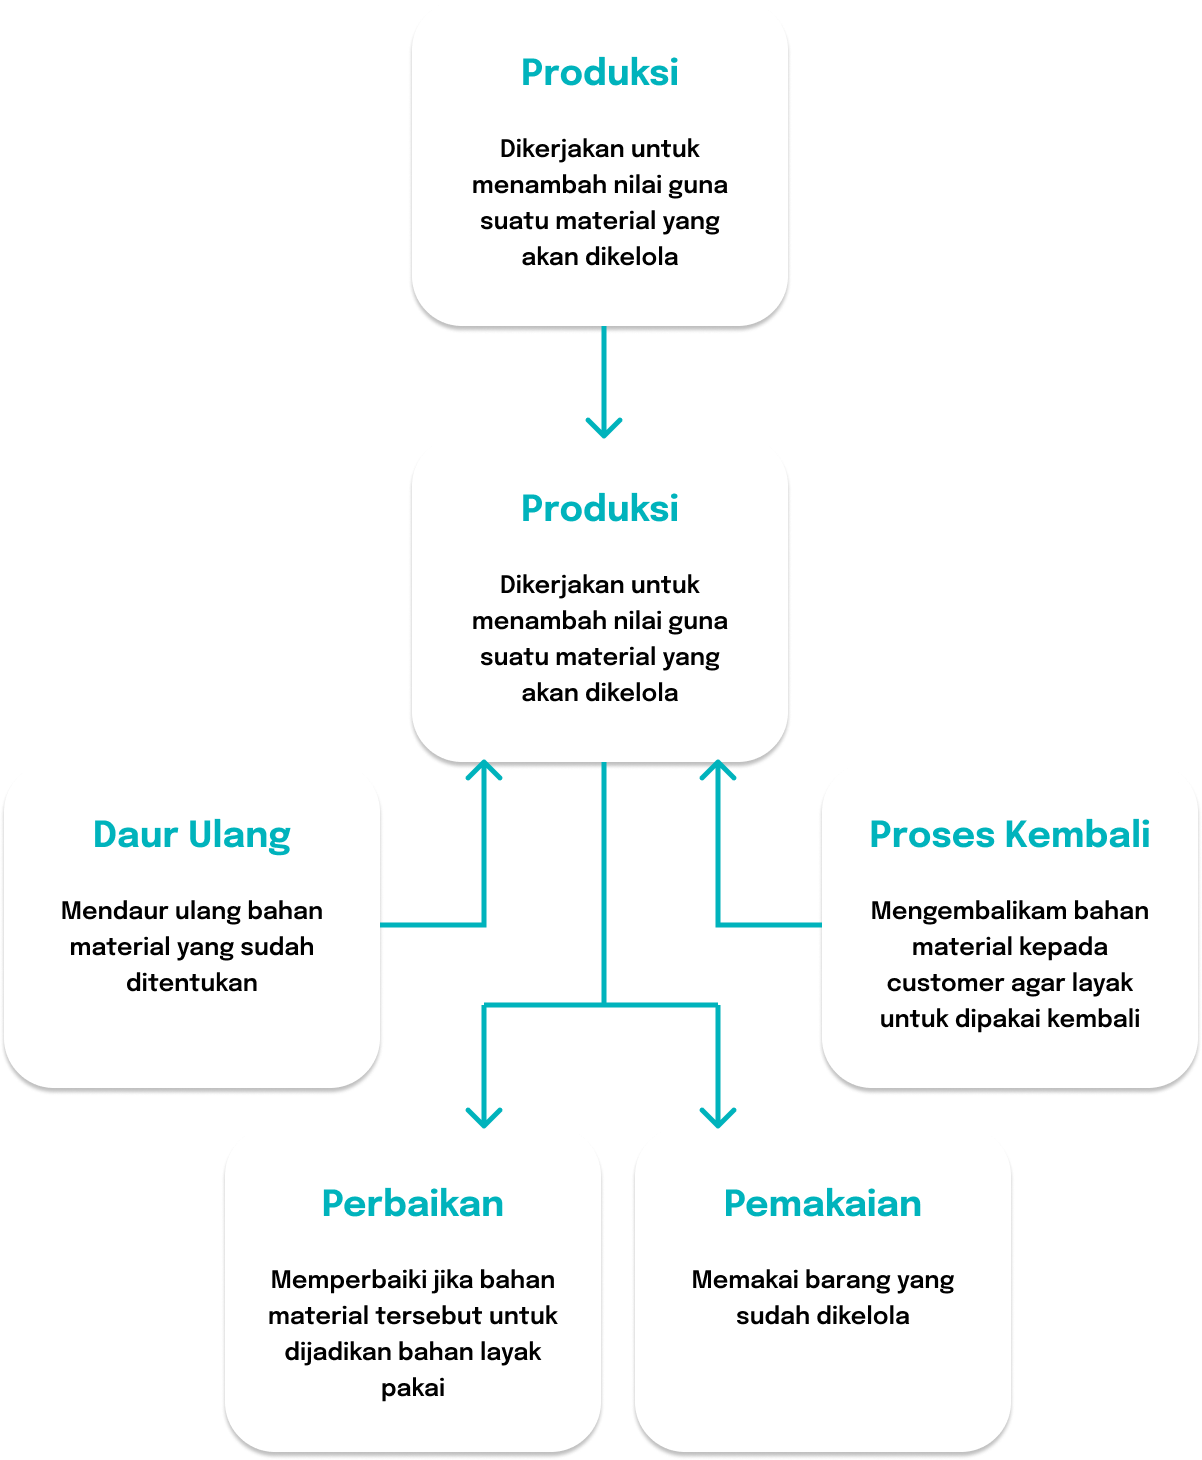 Produksi
Dikerjakan untuk
menambah nilai guna
suatu material yang
akan dikelola
Produksi
Dikerjakan untuk
menambah nilai guna
suatu material yang
akan dikelola
Daur Ulang
Mendaur ulang bahan
material yang sudah
ditentukan
Proses Kembali
Mengembalikam bahan
material kepada
customer agar layak
untuk dipakai kembali
Perbaikan
Memperbaiki jika bahan
material tersebut untuk
dijadikan bahan layak
pakai
Pemakaian
Memakai barang yang
sudah dikelola